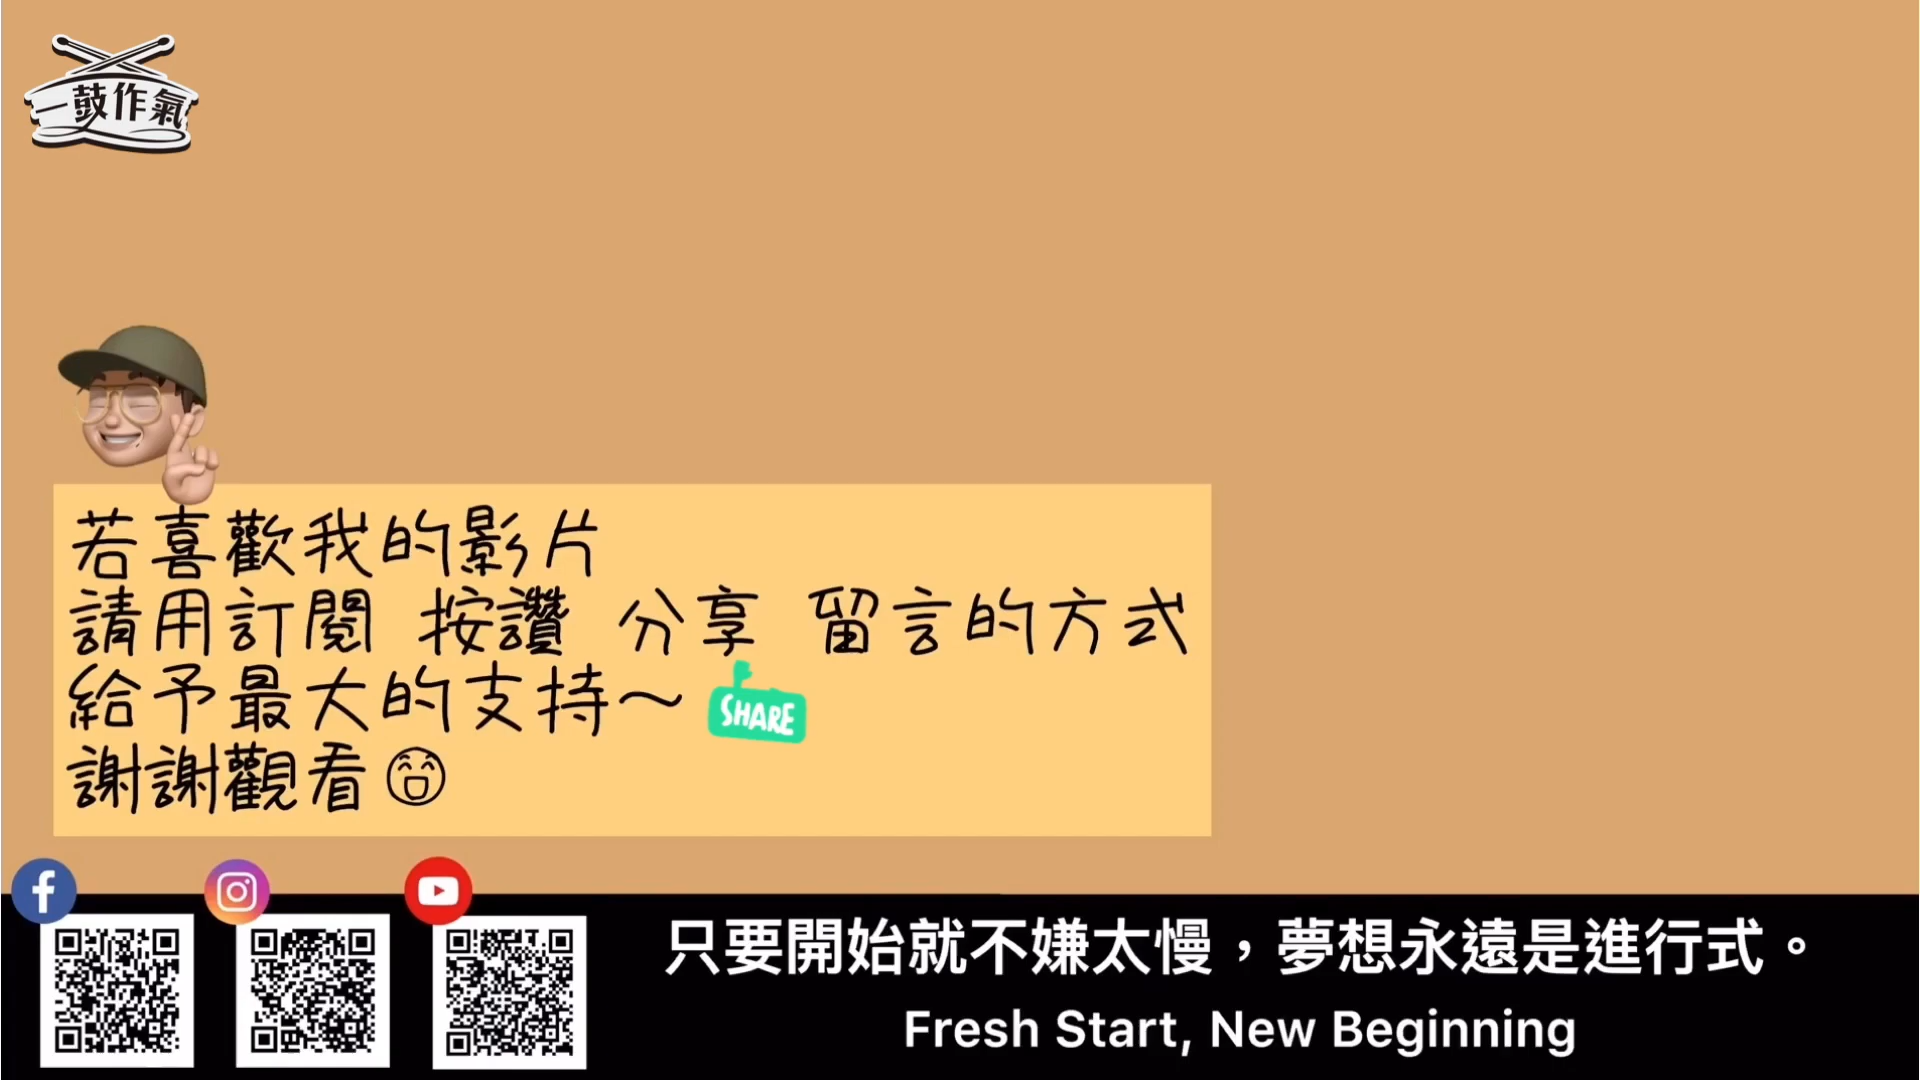 一鼓作氣
若喜歡我的影片
請用訂閱 按讚 分享 留言的方式
給予最大的支持～
SHARE
謝謝觀看
只要開始就不嫌太慢，夢想永遠是進行式。
Fresh Start, New Beginning